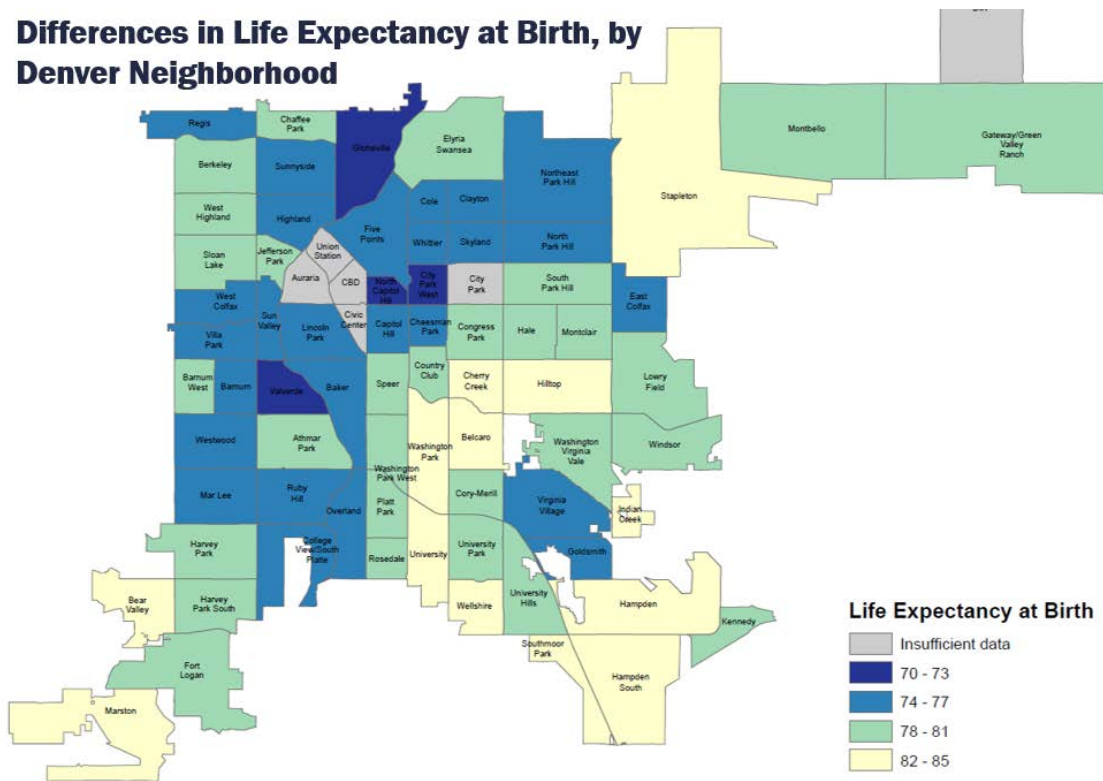 Differences in Life Expectancy at Birth, by
Denver Neighborhood
Regis
Chaffee
Park
Globeville
Elyria
Swansea
Montbello
Gateway/Green
Valley
Ranch
Berkeley
Sunnyside
Northeast
Park Hill
Stapleton
West
Highland
Highland
Five
Points
Cole
Clayton
Whittier
Skyland
North
Park Hill
Sloan
Lake
Jefferson
Park
Union
Station
Auraria
CBD
North
Capitol
Hill
City
Park
West
City
Park
South
Park Hill
East
Colfax
West
Colfax
Sun
Valley
Lincoln
Park
Civic
Center
Capitol
Hill
Cheesman
Park
Congress
Park
Hale
Montclair
Villa
Park
Barnum
West
Barnum
Valverde
Baker
Speer
Country
Club
Cherry
Creek
Hilltop
Lowry
Field
Westwood
Athmar
Park
Washington
Park West
Washington
Park
Belcaro
Washington
Virginia
Vale
Windsor
Mar Lee
Ruby
Hill
Overland
Platt
Park
Cory-Merill
Virginia
Village
Indian
Creek
Harvey
Park
College
View/South
Platte
Rosedale
University
University
Park
Goldsmith
Bear
Valley
Harvey
Park South
Wellshire
University
Hills
Hampden
Kennedy
Fort
Logan
Southmoor
Park
Hampden
South
Marston
Life Expectancy at Birth
Insufficient data
70 - 73
74 - 77
78 - 81
82 - 85